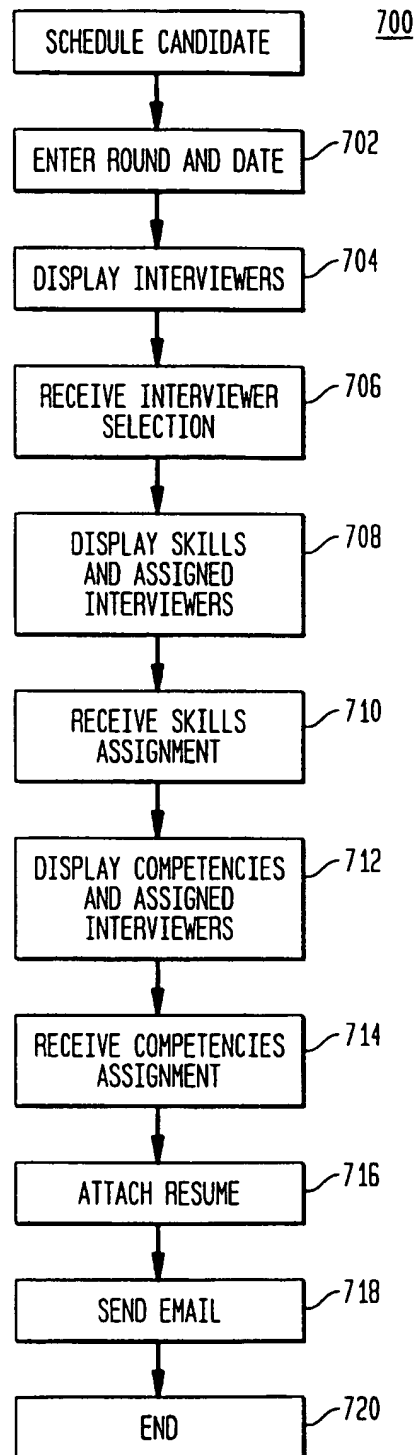 700
SCHEDULE CANDIDATE
ENTER ROUND AND DATE
702
DISPLAY INTERVIEWERS
704
RECEIVE INTERVIEWER
SELECTION
706
DISPLAY SKILLS
AND ASSIGNED
INTERVIEWERS
708
RECEIVE SKILLS
ASSIGNMENT
710
DISPLAY COMPETENCIES
AND ASSIGNED
INTERVIEWERS
712
RECEIVE COMPETENCIES
ASSIGNMENT
714
ATTACH RESUME
716
SEND EMAIL
718
END
720